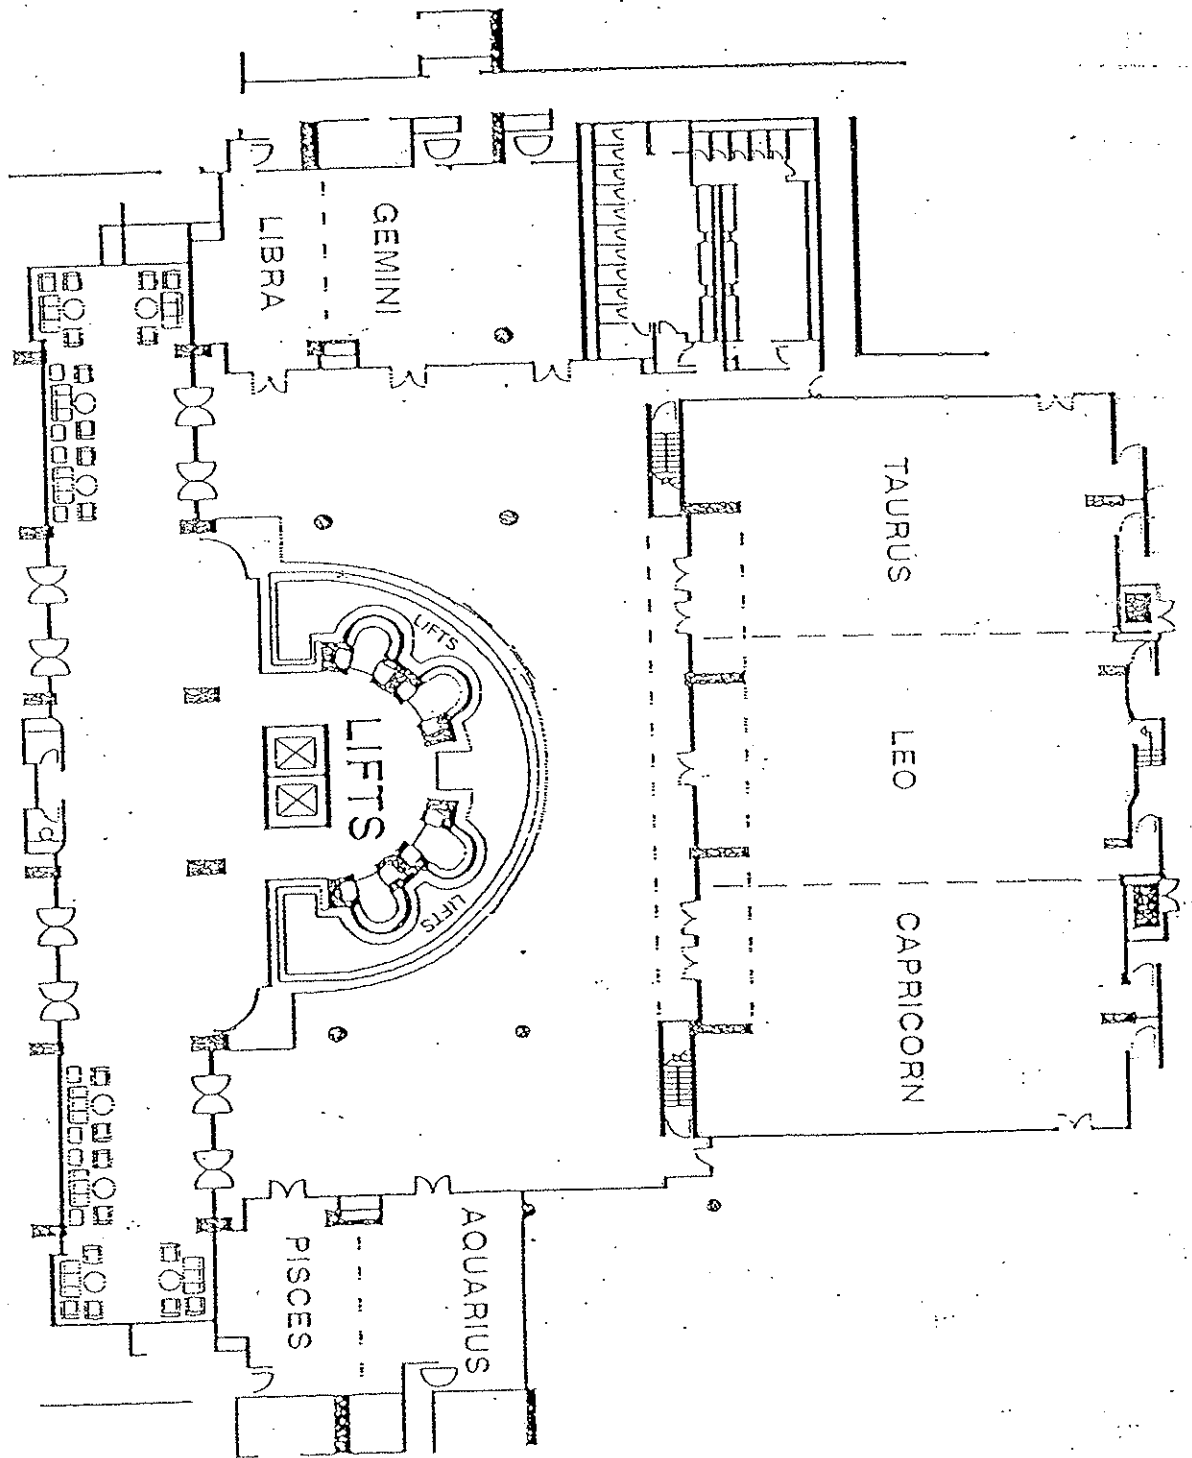 LIBRA
GEMINI
TAURUS
LIFTS
LIFTS
LEO
LIFTS
CAPRICORN
PISCES
AQUARIUS